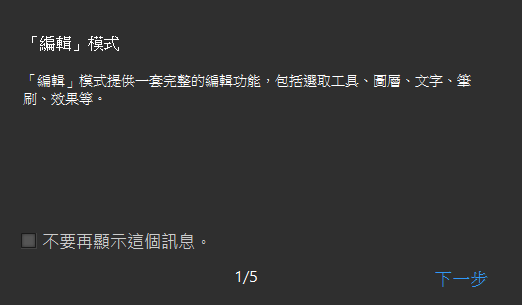 「編輯」模式
「編輯」模式提供一套完整的編輯功能，包括選取工具、圖層、文字、筆
刷、效果等。
不要再顯示這個訊息。
1/5
下一步